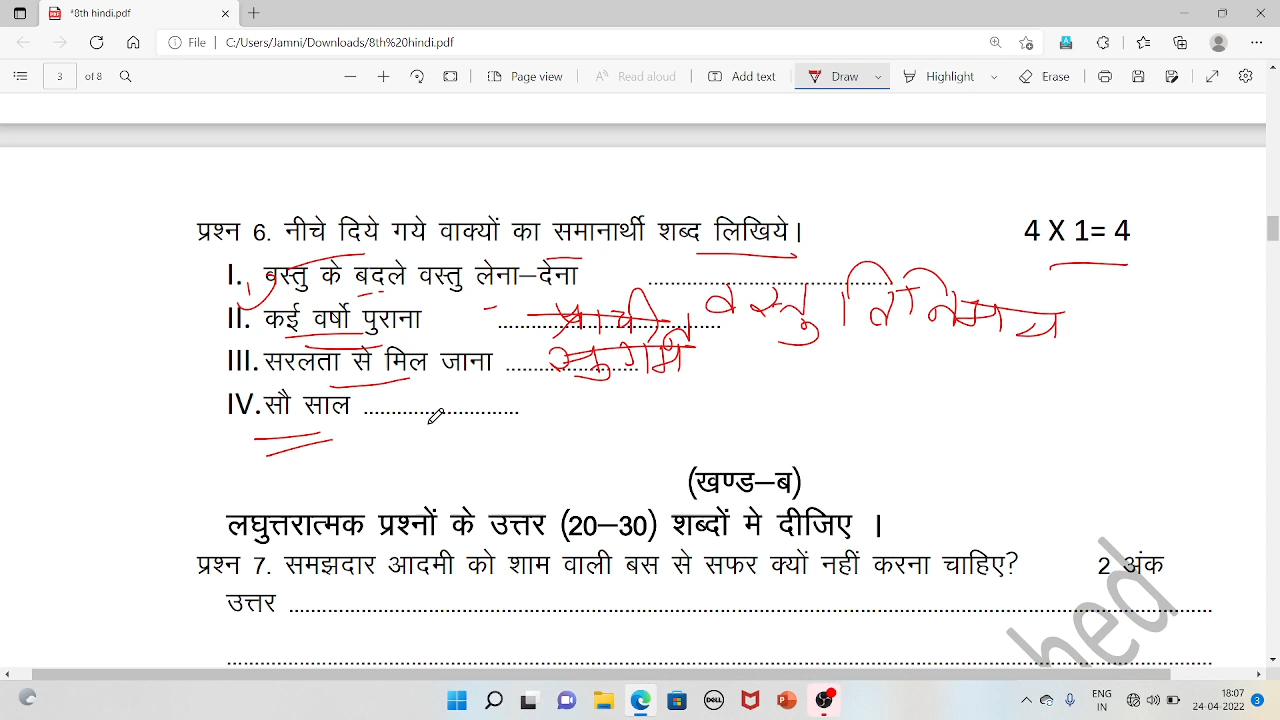 *8th hindi.pdf
File C:/Users/Jamni/Downloads/8th%20hindi.pdf
3 of 8 Page view Read aloud Add text Draw Highlight Erase
प्रश्न 6. नीचे दिये गये वाक्यों का समानार्थी शब्द लिखिये। 4 X 1= 4
I. वस्तु के बदले वस्तु लेना–देना ............................................
वस्तु विनिमय
II. कई वर्षो पुराना ........................................ प्राचीन
III. सरलता से मिल जाना ........................
IV. सौ साल ............................
(खण्ड–ब)
लघुत्तरात्मक प्रश्नों के उत्तर (20–30) शब्दों मे दीजिए ।
प्रश्न 7. समझदार आदमी को शाम वाली बस से सफर क्यों नहीं करना चाहिए? 2 अंक
उत्तर ........................................................................................................................
........................................................................................................................
hed
DELL
ENG
IN
18:07
24-04-2022
3